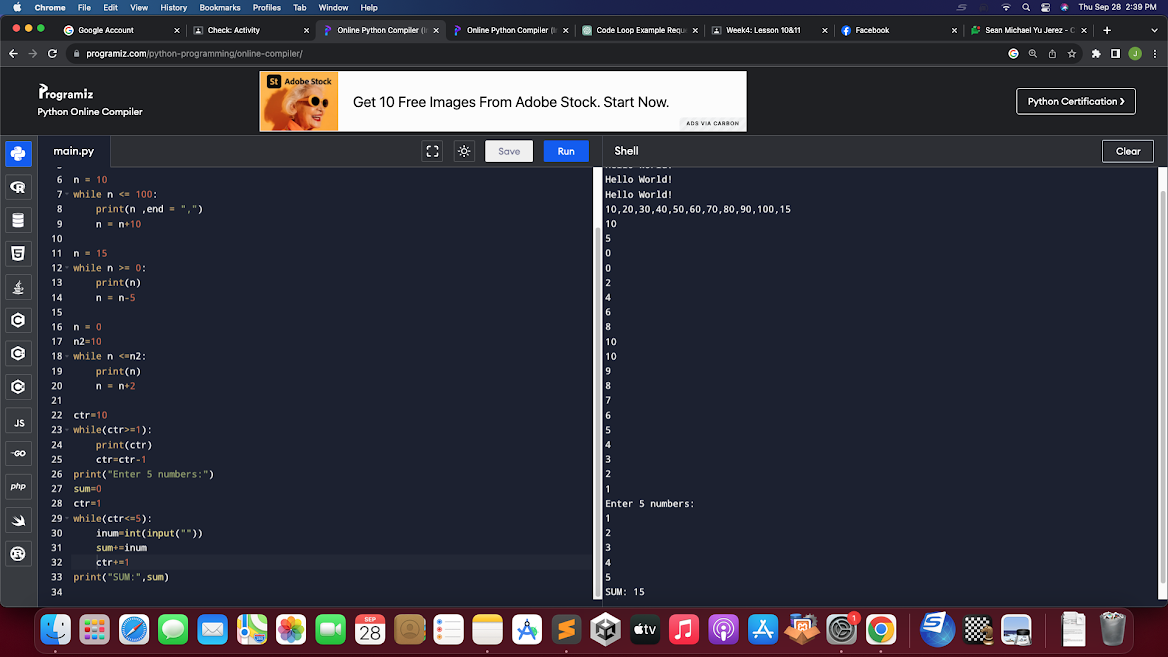 Chrome File Edit View History Bookmarks Profiles Tab Window Help Thu Sep 28 2:39 PM
Google Account Check: Activity Online Python Compiler (I Online Python Compiler (I Code Loop Example Requ Week4: Lesson 10&11 Facebook Sean Michael Yu Jerez - C
programiz.com/python-programming/online-compiler/ J
Programiz
Python Online Compiler
St Adobe Stock
Get 10 Free Images From Adobe Stock. Start Now.
ADS VIA CARBON
Python Certification
main.py Save Run Shell Clear
6 n = 10
7 while n <= 100:
8 print(n ,end = ",")
9 n = n+10
10
11 n = 15
12 while n >= 0:
13 print(n)
14 n = n-5
15
16 n = 0
17 n2=10
18 while n <=n2:
19 print(n)
20 n = n+2
21
22 ctr=10
23 while(ctr>=1):
24 print(ctr)
25 ctr=ctr-1
26 print("Enter 5 numbers:")
27 sum=0
28 ctr=1
29 while(ctr<=5):
30 inum=int(input(""))
31 sum+=inum
32 ctr+=1
33 print("SUM:",sum)
34
Hello World!
Hello World!
Hello World!
10,20,30,40,50,60,70,80,90,100,15
10
5
0
0
2
4
6
8
10
10
9
8
7
6
5
4
3
2
1
Enter 5 numbers:
1
2
3
4
5
SUM: 15
R
5
JS
GO
php
SEP
28
tv
1
S